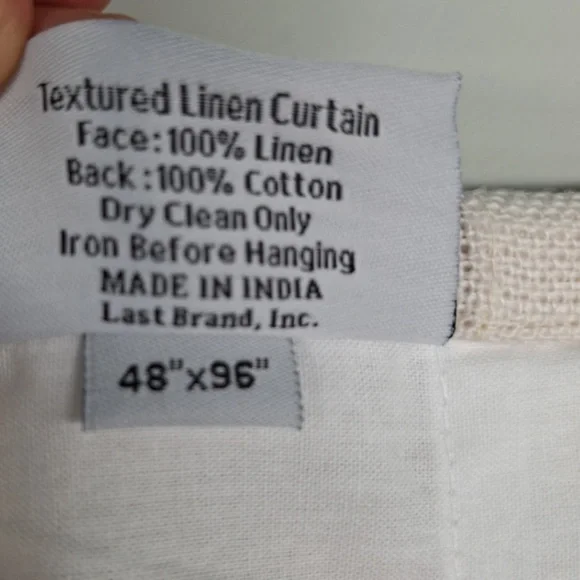 Textured Linen Curtain
Face:100% Linen
Back:100% Cotton
Dry Clean Only
Iron Before Hanging
MADE IN INDIA
Last Brand, Inc.
48"x96"